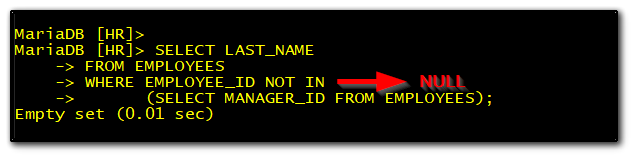 MariaDB [HR]>
MariaDB [HR]> SELECT LAST_NAME
-> FROM EMPLOYEES
-> WHERE EMPLOYEE_ID NOT IN NULL
-> (SELECT MANAGER_ID FROM EMPLOYEES);
Empty set (0.01 sec)